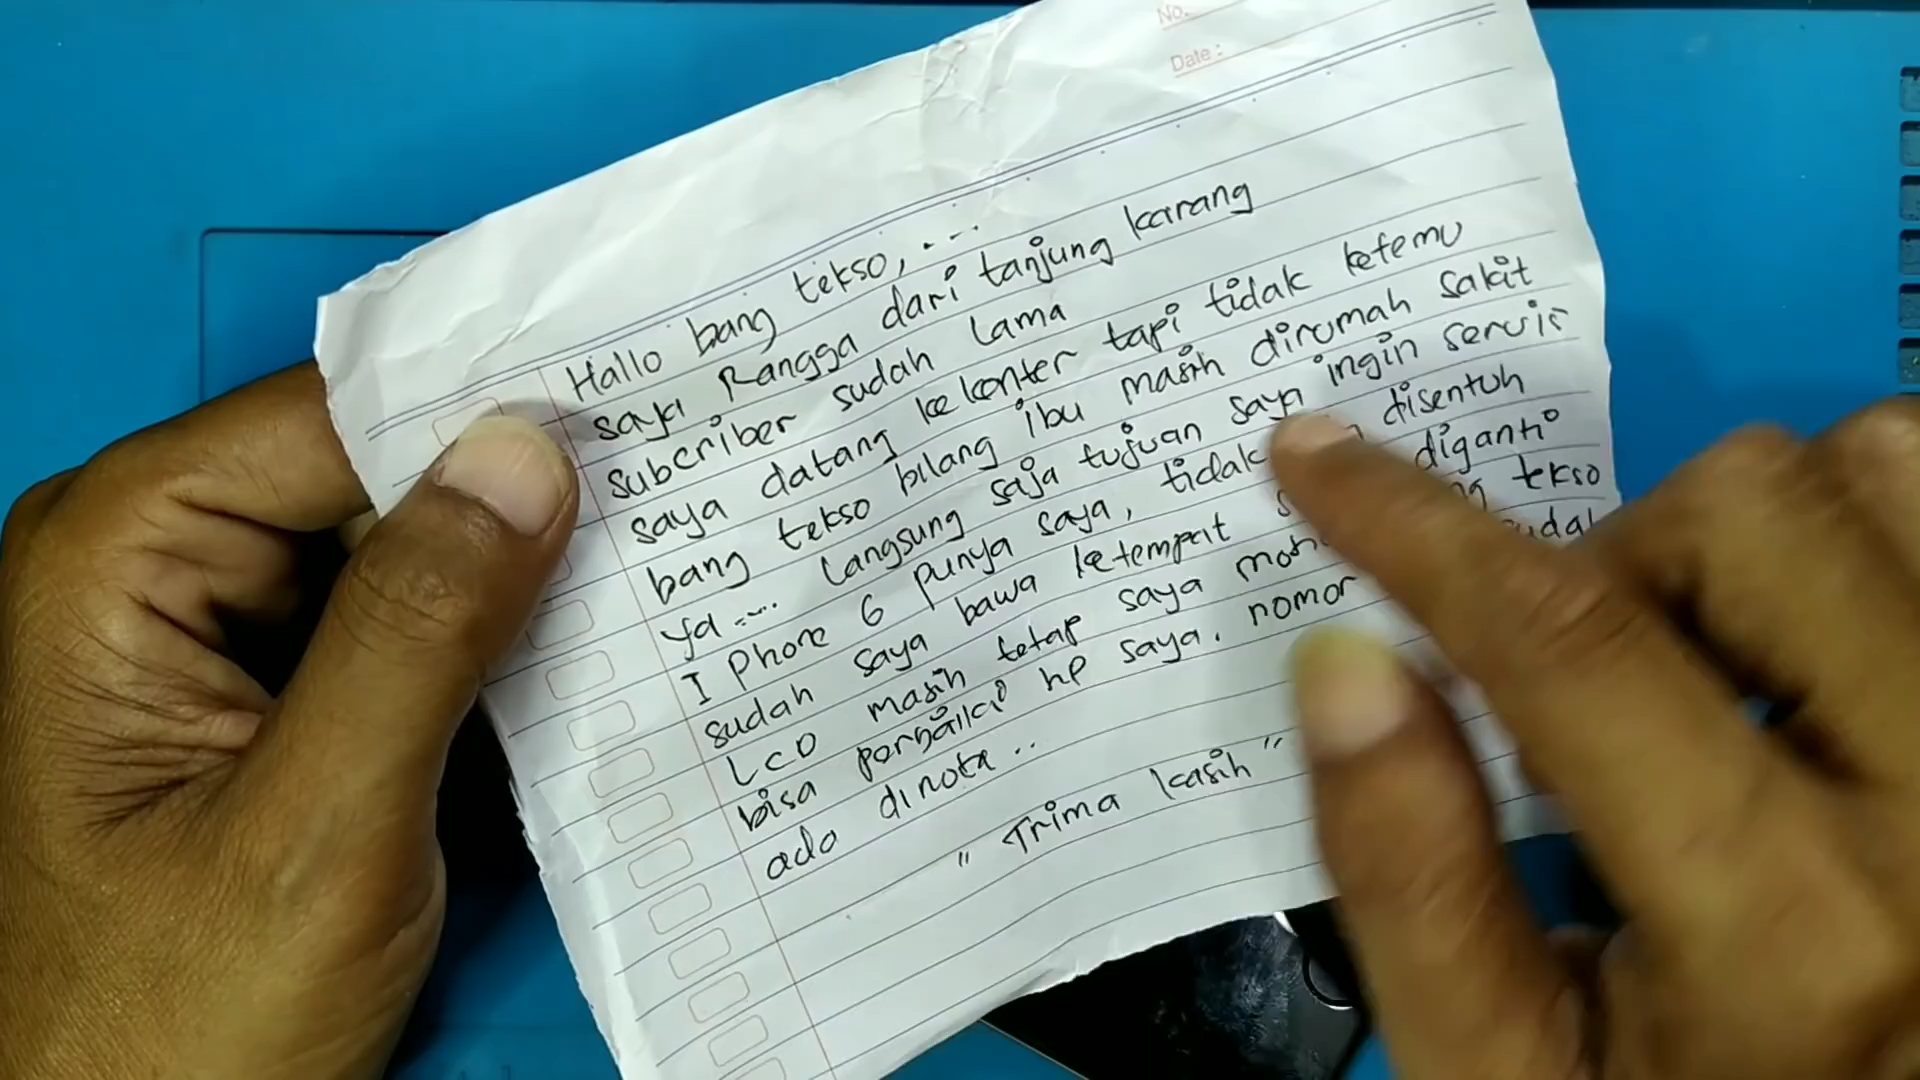 No.
Date :
Hallo bang tekso, ...
saya Rangga dari tanjung karang
subcriber sudah lama
saya datang ke konter tapi tidak ketemu
bang tekso bilang ibu masih dirumah sakit
ya .... langsung saja tujuan saya ingin servis
I Phone 6 punya saya, tidak disentuh
sudah saya bawa ketempat diganti
LCD masih tetap saya tekso
bisa perbaiki hp saya. nomor
ada dinota ..
" Trima kasih "